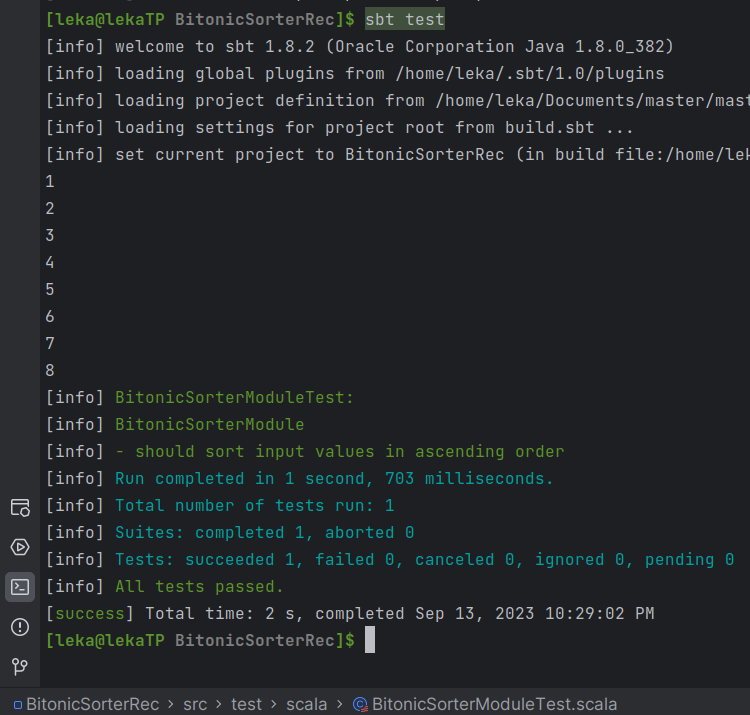 [leka@lekaTP BitonicSorterRec]$ sbt test
[info] welcome to sbt 1.8.2 (Oracle Corporation Java 1.8.0_382)
[info] loading global plugins from /home/leka/.sbt/1.0/plugins
[info] loading project definition from /home/leka/Documents/master/mast
[info] loading settings for project root from build.sbt ...
[info] set current project to BitonicSorterRec (in build file:/home/lek
1
2
3
4
5
6
7
8
[info] BitonicSorterModuleTest:
[info] BitonicSorterModule
[info] - should sort input values in ascending order
[info] Run completed in 1 second, 703 milliseconds.
[info] Total number of tests run: 1
[info] Suites: completed 1, aborted 0
[info] Tests: succeeded 1, failed 0, canceled 0, ignored 0, pending 0
[info] All tests passed.
[success] Total time: 2 s, completed Sep 13, 2023 10:29:02 PM
[leka@lekaTP BitonicSorterRec]$
BitonicSorterRec > src > test > scala > BitonicSorterModuleTest.scala